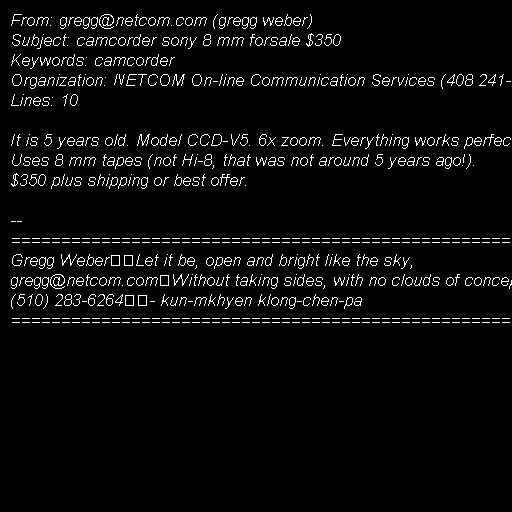 From: gregg@netcom.com (gregg weber)
Subject: camcorder sony 8 mm forsale $350
Keywords: camcorder
Organization: NETCOM On-line Communication Services (408 241-
Lines: 10

It is 5 years old. Model CCD-V5. 6x zoom. Everything works perfec
Uses 8 mm tapes (not Hi-8, that was not around 5 years ago!).
$350 plus shipping or best offer.

--
==================================================
Gregg Weber□□Let it be, open and bright like the sky,
gregg@netcom.com□Without taking sides, with no clouds of concep
(510) 283-6264□□- kun-mkhyen klong-chen-pa
==================================================